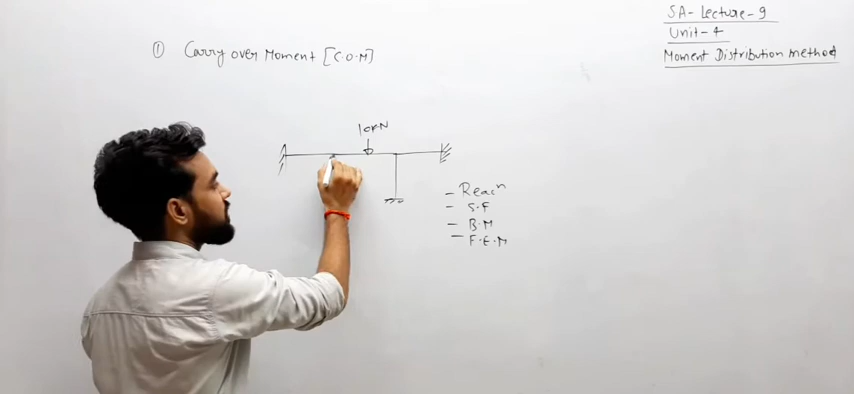 SA- Lecture-9
Unit-4
Moment Distribution method
① Carry over Moment [C.O.M]
10KN
- Reacn
- S.F
- B.M
- F.E.M